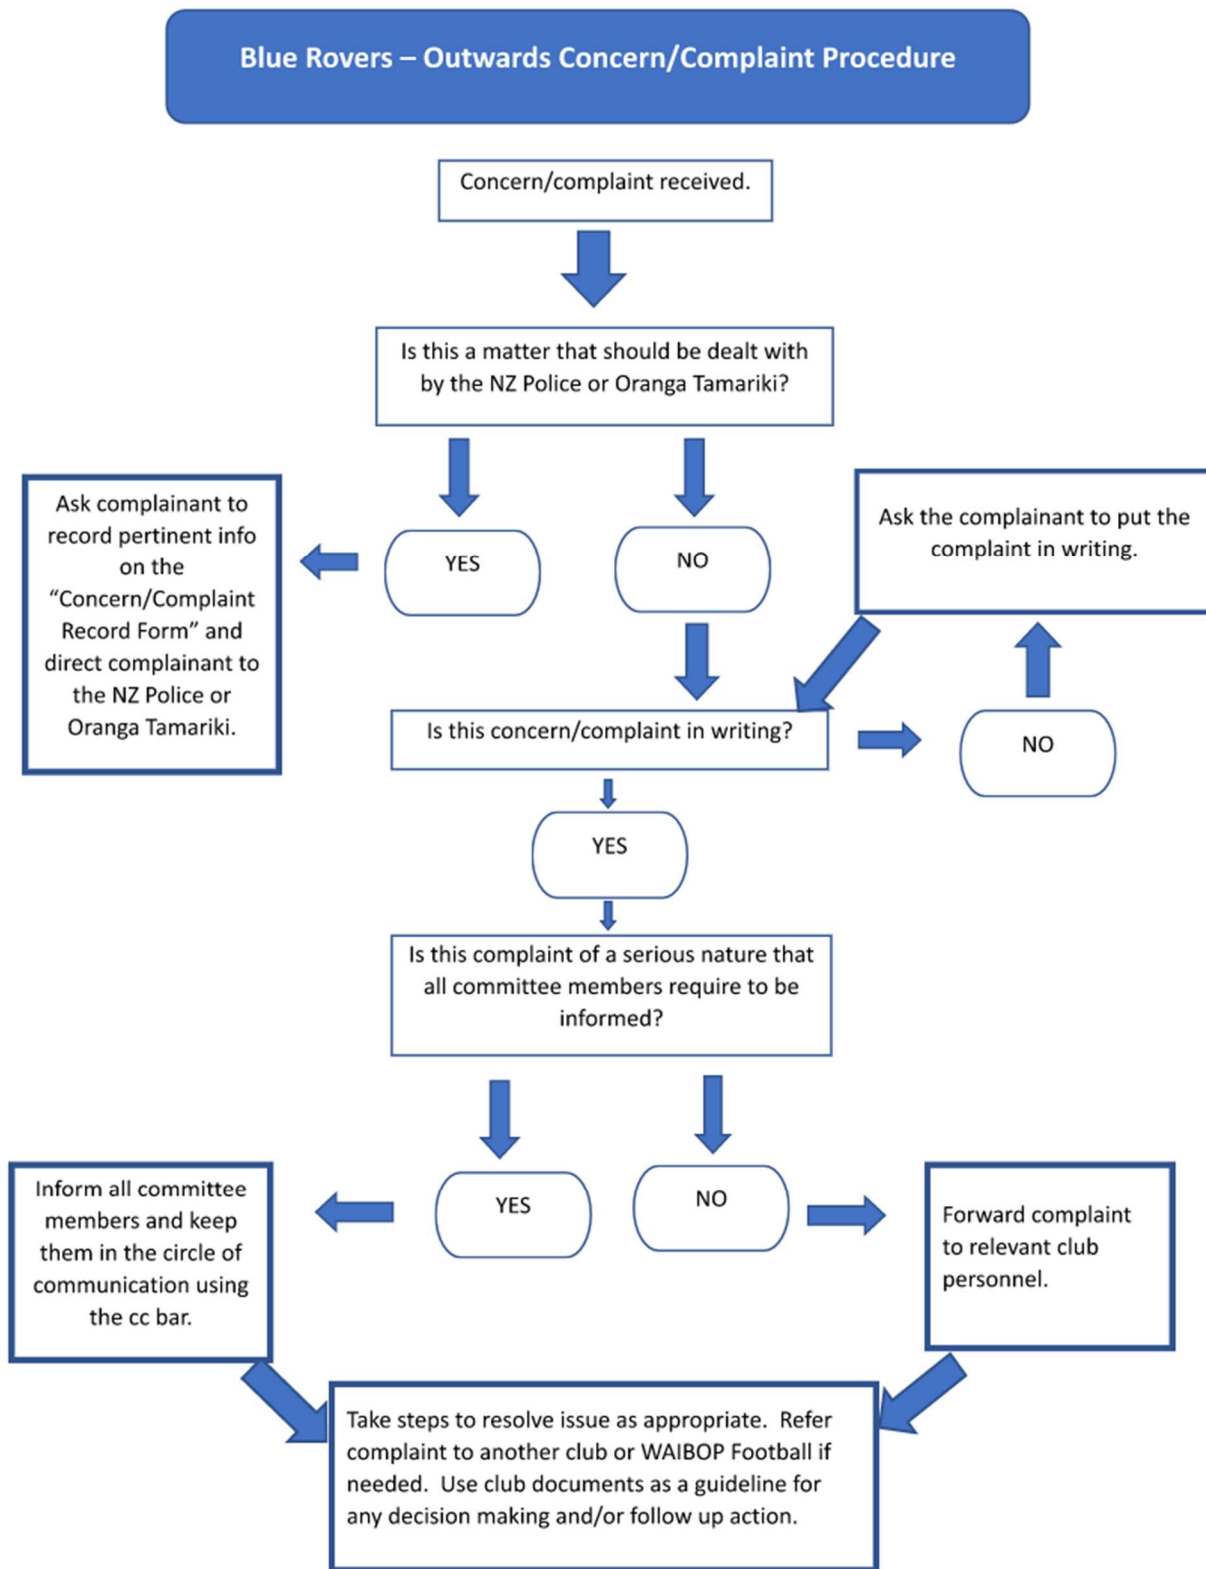 Blue Rovers – Outwards Concern/Complaint Procedure
Concern/complaint received.
Is this a matter that should be dealt with
by the NZ Police or Oranga Tamariki?
YES
NO
Ask complainant to
record pertinent info
on the
“Concern/Complaint
Record Form” and
direct complainant to
the NZ Police or
Oranga Tamariki.
Ask the complainant to put the
complaint in writing.
Is this concern/complaint in writing?
NO
YES
Is this complaint of a serious nature that
all committee members require to be
informed?
YES
NO
Inform all committee
members and keep
them in the circle of
communication using
the cc bar.
Forward complaint
to relevant club
personnel.
Take steps to resolve issue as appropriate.  Refer
complaint to another club or WAIBOP Football if
needed.  Use club documents as a guideline for
any decision making and/or follow up action.